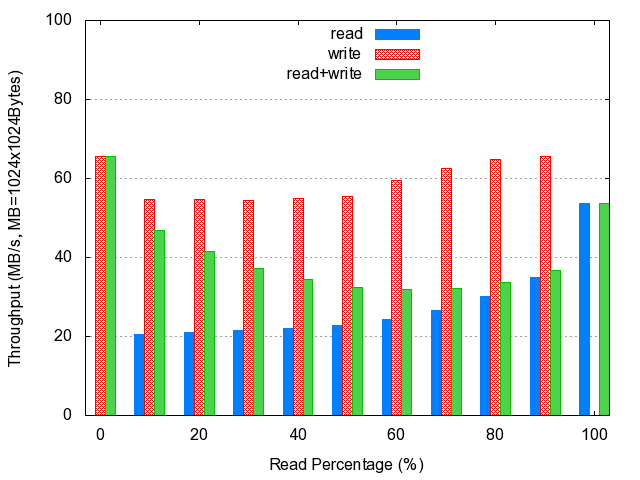 100
80
60
40
20
0
Throughput (MB/s, MB=1024x1024Bytes)
read
write
read+write
0 20 40 60 80 100
Read Percentage (%)